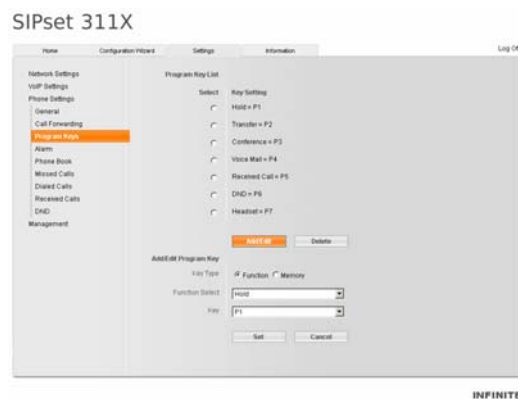 SIPset 311X
Home Configuration Wizard Settings Information Log Of
Network Settings
VoIP Settings
Phone Settings
General
Call Forwarding
Program Keys
Alarm
Phone Book
Missed Calls
Dialed Calls
Received Calls
DND
Management
Program Key List
Select Key Setting
Hold = P1
Transfer = P2
Conference = P3
Voice Mail = P4
Received Call = P5
DND = P6
Headset = P7
Add/Edit Delete
Add/Edit Program Key
Key Type Function Memory
Function Select Hold
Key P1
Set Cancel
INFINITE